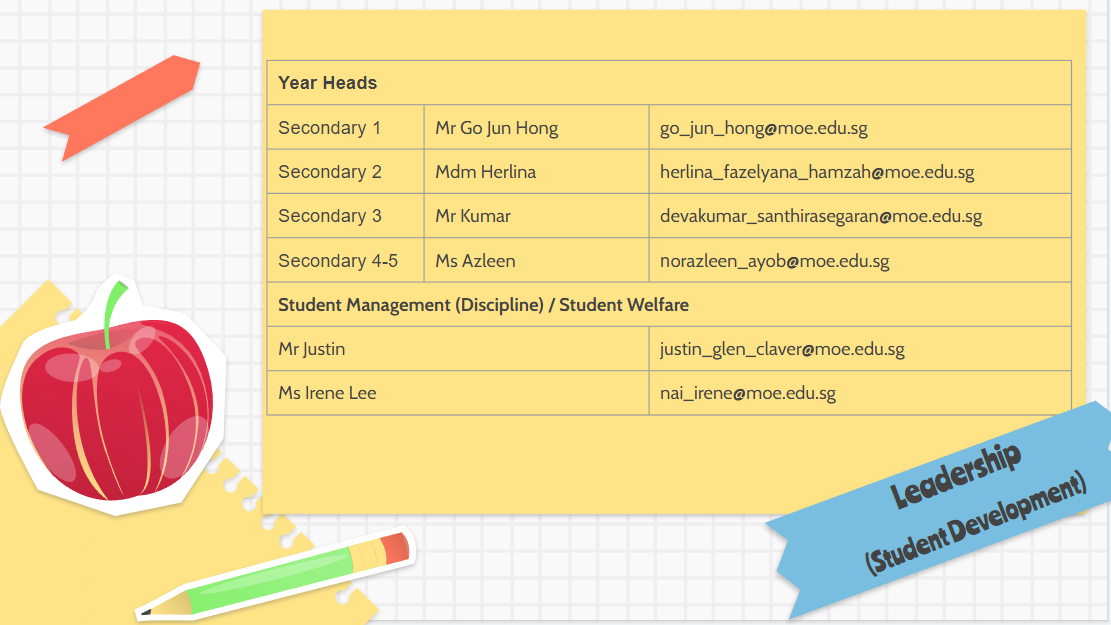 Year Heads
Secondary 1 Mr Go Jun Hong go_jun_hong@moe.edu.sg
Secondary 2 Mdm Herlina herlina_fazelyana_hamzah@moe.edu.sg
Secondary 3 Mr Kumar devakumar_santhirasegaran@moe.edu.sg
Secondary 4-5 Ms Azleen norazleen_ayob@moe.edu.sg
Student Management (Discipline) / Student Welfare
Mr Justin justin_glen_claver@moe.edu.sg
Ms Irene Lee nai_irene@moe.edu.sg
Leadership
(Student Development)